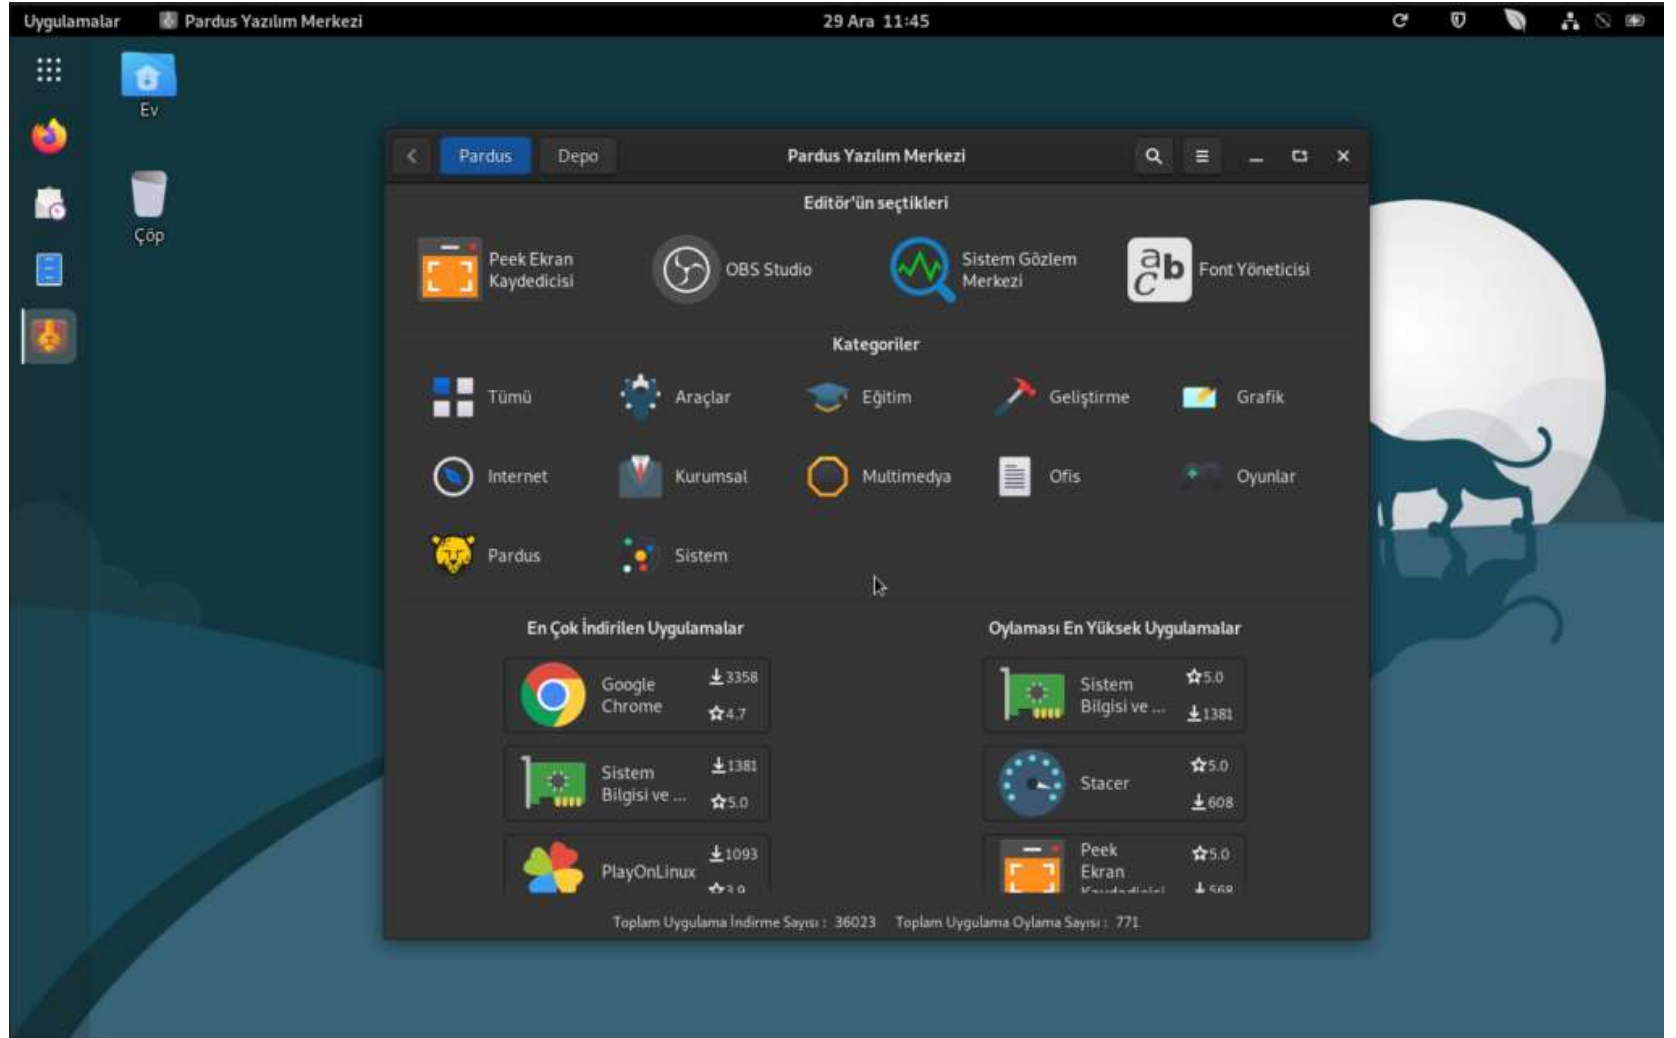 Uygulamalar
Pardus Yazılım Merkezi
29 Ara 11:45
Ev
Çöp
Pardus
Depo
Pardus Yazılım Merkezi
Editör'ün seçtikleri
Peek Ekran
Kaydedicisi
OBS Studio
Sistem Gözlem
Merkezi
a b c
Font Yöneticisi
Kategoriler
Tümü
Araçlar
Eğitim
Geliştirme
Grafik
Internet
Kurumsal
Multimedya
Ofis
Oyunlar
Pardus
Sistem
En Çok İndirilen Uygulamalar
Google
Chrome
3358
4.7
Sistem
Bilgisi ve ...
1381
5.0
PlayOnLinux
1093
3.9
Oylaması En Yüksek Uygulamalar
Sistem
Bilgisi ve ...
5.0
1381
Stacer
5.0
608
Peek
Ekran
Kaydedicisi
5.0
568
Toplam Uygulama İndirme Sayısı : 36023
Toplam Uygulama Oylama Sayısı : 771